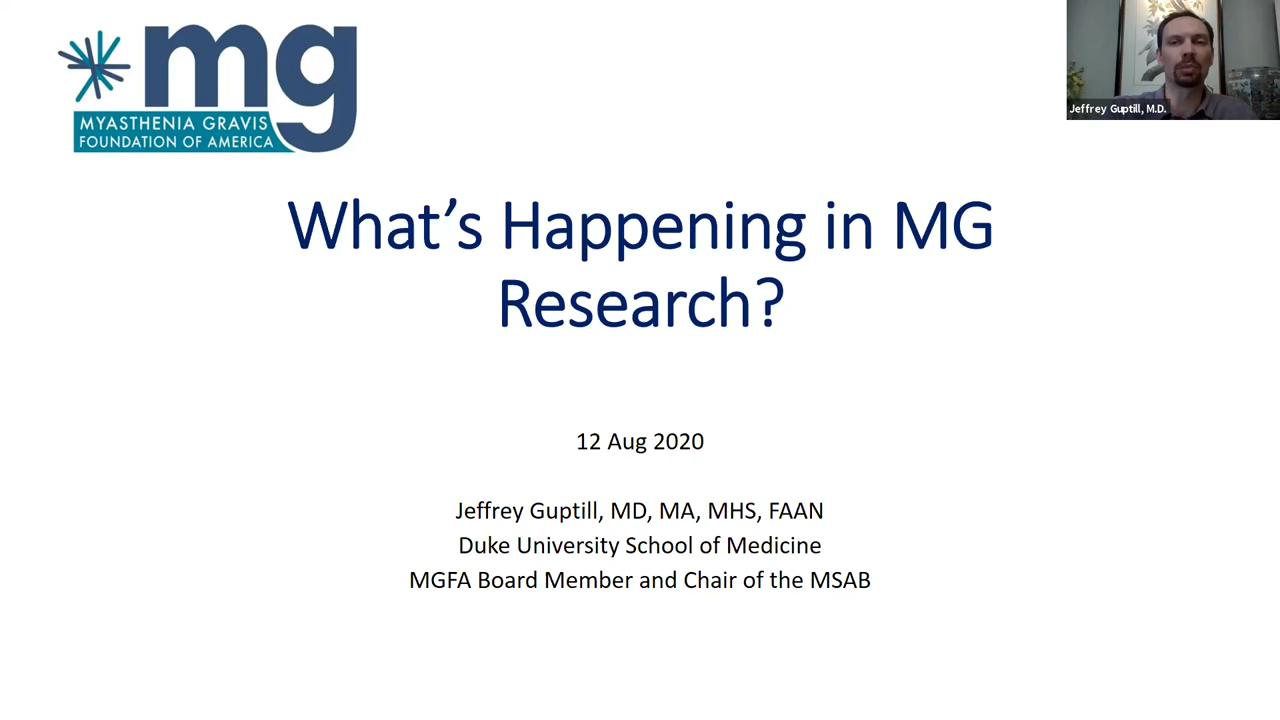 mg
MYASTHENIA GRAVIS
FOUNDATION OF AMERICA
Jeffrey Guptill, M.D.
What's Happening in MG
Research?
12 Aug 2020
Jeffrey Guptill, MD, MA, MHS, FAAN
Duke University School of Medicine
MGFA Board Member and Chair of the MSAB